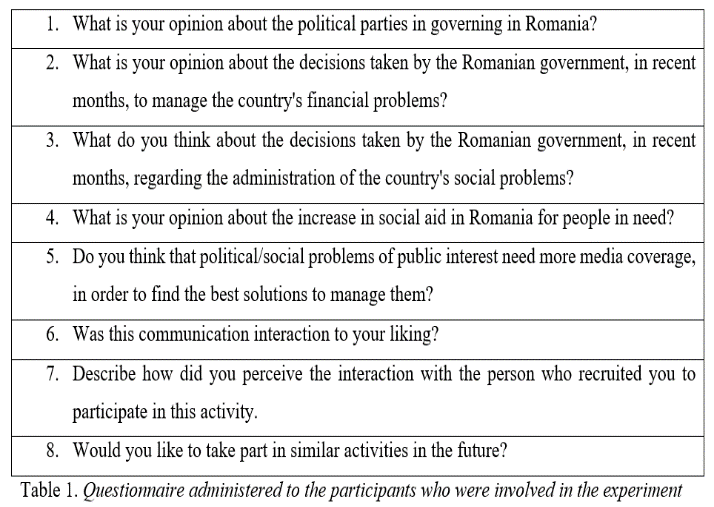 1. What is your opinion about the political parties in governing in Romania?
2. What is your opinion about the decisions taken by the Romanian government, in recent
months, to manage the country's financial problems?
3. What do you think about the decisions taken by the Romanian government, in recent
months, regarding the administration of the country's social problems?
4. What is your opinion about the increase in social aid in Romania for people in need?
5. Do you think that political/social problems of public interest need more media coverage,
in order to find the best solutions to manage them?
6. Was this communication interaction to your liking?
7. Describe how did you perceive the interaction with the person who recruited you to
participate in this activity.
8. Would you like to take part in similar activities in the future?
Table 1. Questionnaire administered to the participants who were involved in the experiment